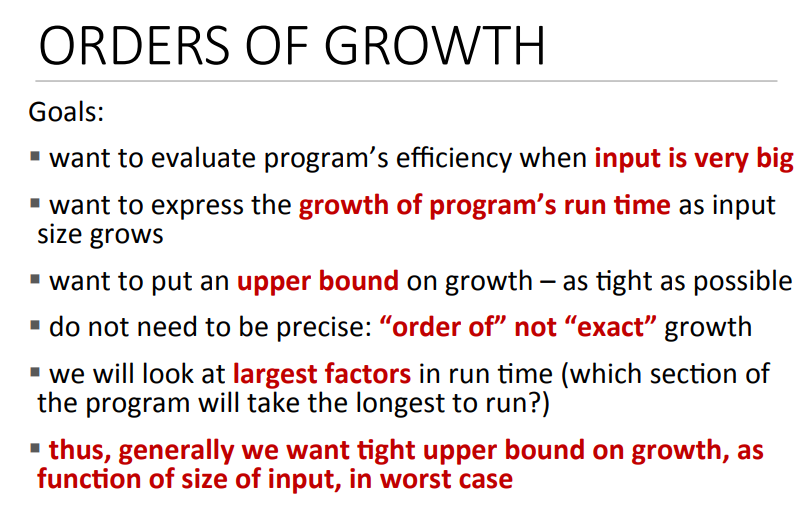 ORDERS OF GROWTH
Goals:
▪ want to evaluate program’s efficiency when input is very big
▪ want to express the growth of program’s run time as input
size grows
▪ want to put an upper bound on growth – as tight as possible
▪ do not need to be precise: “order of” not “exact” growth
▪ we will look at largest factors in run time (which section of
the program will take the longest to run?)
▪ thus, generally we want tight upper bound on growth, as
function of size of input, in worst case